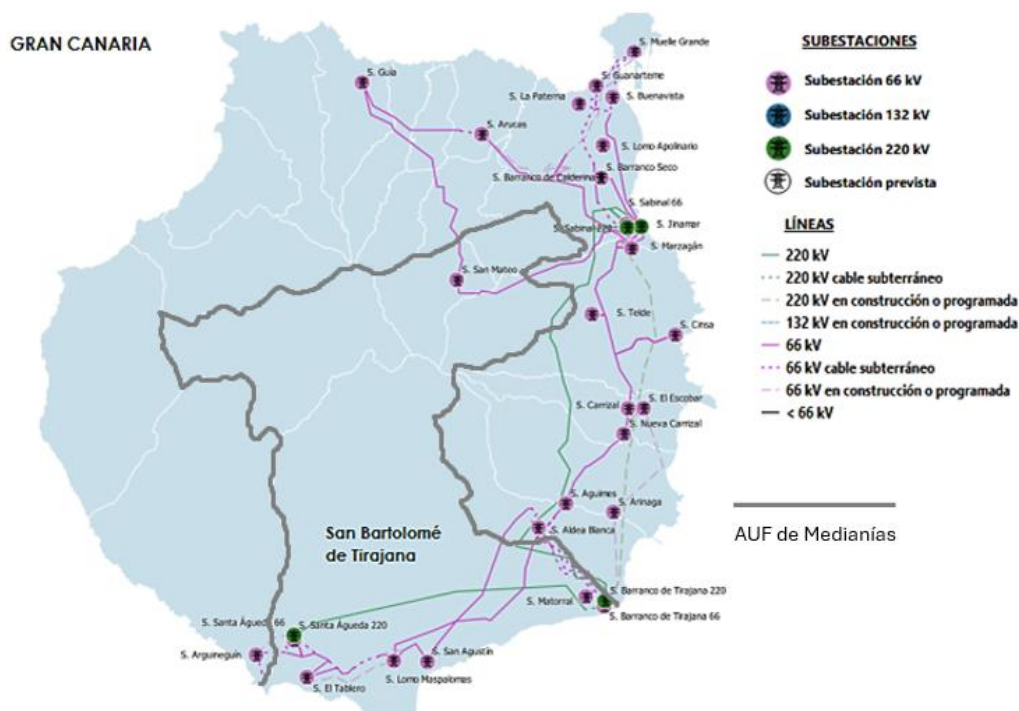 GRAN CANARIA
S. Muelle Grande
S. Guia
S. Guanarteme
S. La Paterna
S. Buenavista
S. Arucas
S. Lomo Apolinario
S. Barranco Seco
S. Barranco de Calderina
S. Sabinal 66
S. Sabinal 220
S. Jinamar
S. Marzagán
S. San Mateo
S. Telde
S. Cinsa
S. Carrizal
S. El Escobar
S. Nueva Carrizal
S. Aguimes
S. Arinaga
S. Aldea Blanca
San Bartolomé
de Tirajana
S. Matorral
S. Barranco de Tirajana 220
S. Barranco de Tirajana 66
S. Santa Águeda 66
S. Santa Águeda 220
S. Arguineguín
S. San Agustín
S. El Tablero
S. Lomo Maspalomas
SUBESTACIONES
Subestación 66 kV
Subestación 132 kV
Subestación 220 kV
Subestación prevista
LÍNEAS
220 kV
220 kV cable subterráneo
220 kV en construcción o programada
132 kV en construcción o programada
66 kV
66 kV cable subterráneo
66 kV en construcción o programada
< 66 kV
AUF de Medianías